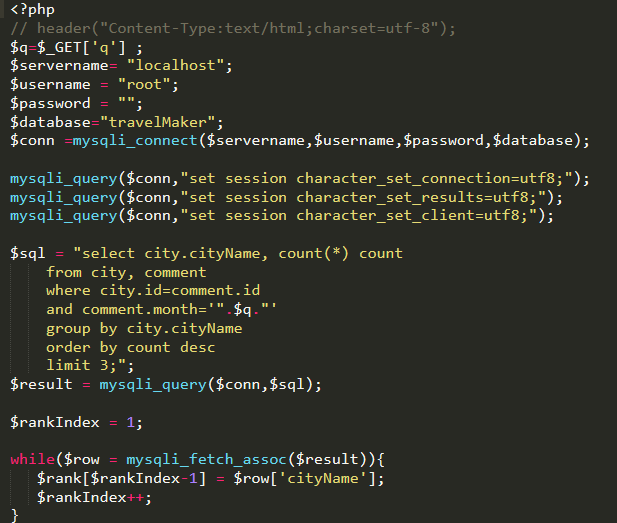 <?php
// header("Content-Type:text/html;charset=utf-8");
$q=$_GET['q'] ;
$servername= "localhost";
$username = "root";
$password = "";
$database="travelMaker";
$conn =mysqli_connect($servername,$username,$password,$database);
mysqli_query($conn,"set session character_set_connection=utf8;");
mysqli_query($conn,"set session character_set_results=utf8;");
mysqli_query($conn,"set session character_set_client=utf8;");
$sql = "select city.cityName, count(*) count
from city, comment
where city.id=comment.id
and comment.month='".$q."'
group by city.cityName
order by count desc
limit 3;";
$result = mysqli_query($conn,$sql);
$rankIndex = 1;
while($row = mysqli_fetch_assoc($result)){
$rank[$rankIndex-1] = $row['cityName'];
$rankIndex++;
}